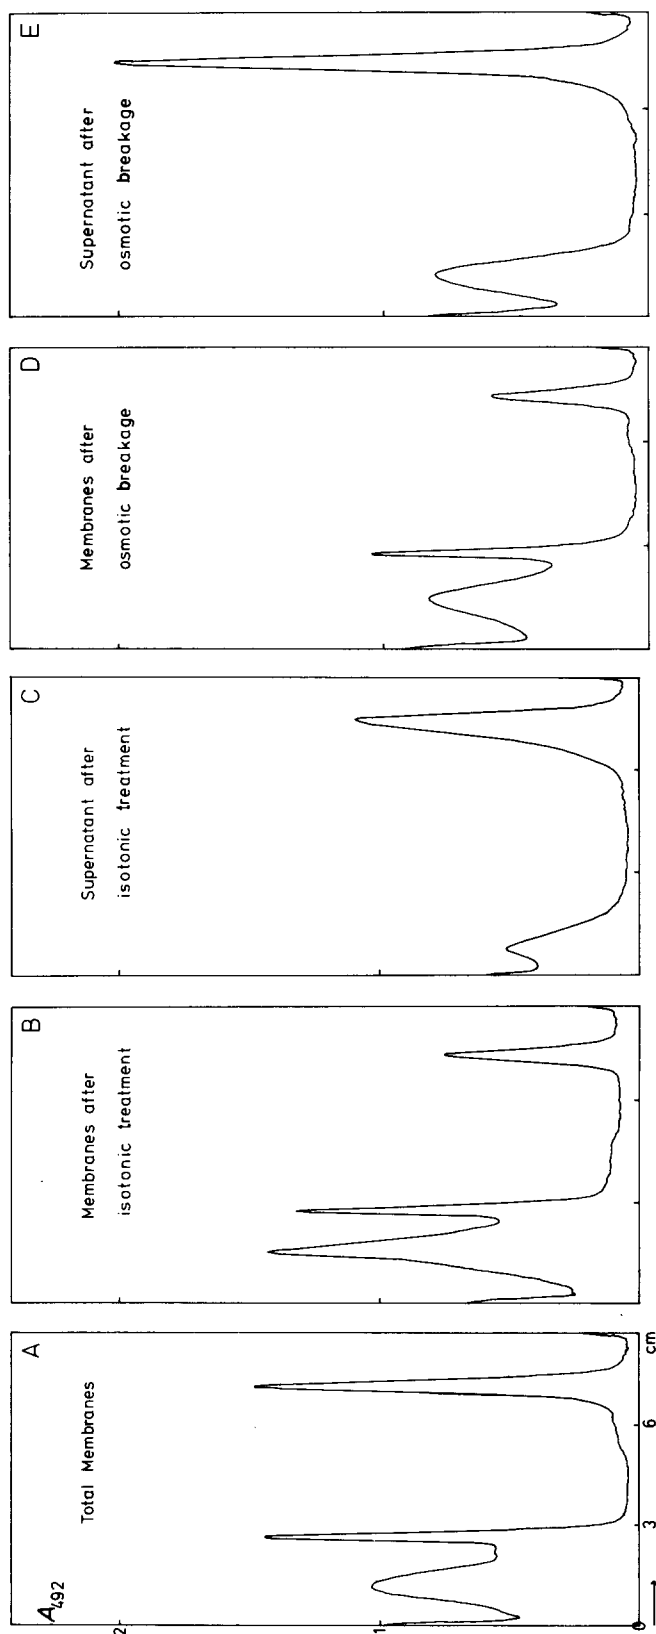 A
Total Membranes
A492
2
1
0
3
6
cm
B
Membranes after
isotonic treatment
C
Supernatant after
isotonic treatment
D
Membranes after
osmotic breakage
E
Supernatant after
osmotic breakage